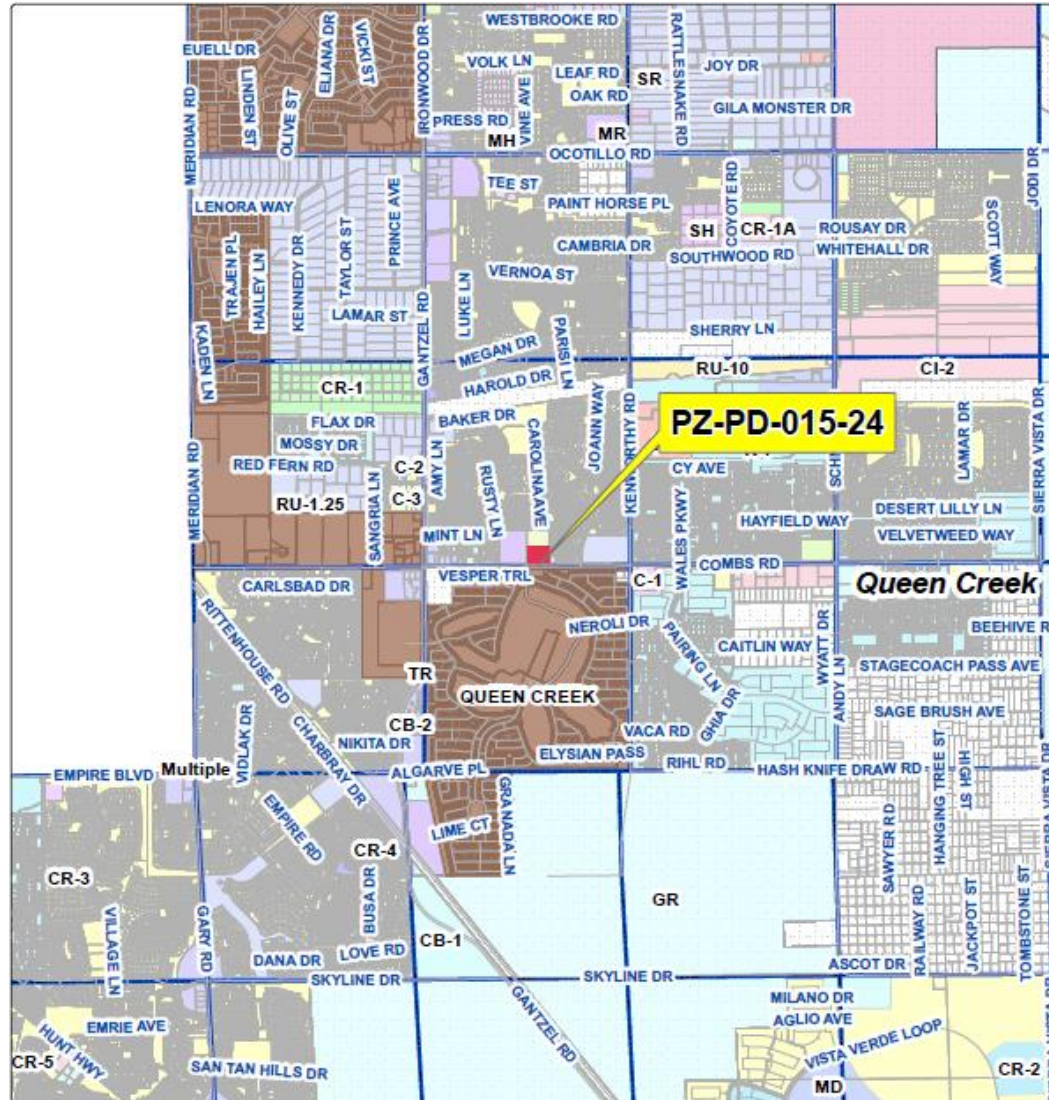 WESTBROOKE RD
EUELL DR
LINDEN ST
OLIVE ST
ELIANA DR
VICKI ST
IRONWOOD DR
VOLK LN
LEAF RD
OAK RD
SR
RATTLESNAKE RD
JOY DR
GILA MONSTER DR
PRESS RD
MH
VINE AVE
MR
OCOTILLO RD
MERIDIAN RD
JODI DR
LENORA WAY
TEE ST
PAINT HORSE PL
PRINCE AVE
TAYLOR ST
KENNEDY DR
TRAJEN PL
HAILEY LN
CAMBRIA DR
SH
COYOTE RD
CR-1A
ROUSAY DR
WHITEHALL DR
SCOTT WAY
SOUTHWOOD RD
VERNOA ST
LUKE LN
LAMAR ST
GANTZEL RD
KADEN LN
MEGAN DR
PARISI LN
SHERRY LN
RU-10
CI-2
CR-1
HAROLD DR
BAKER DR
FLAX DR
MOSSY DR
RED FERN RD
C-2
C-3
AMY LN
RUSTY LN
CAROLINA AVE
JOANN WAY
KENWORTHY RD
PZ-PD-015-24
CY AVE
LAMAR DR
SIERRA VISTA DR
MERIDIAN RD
RU-1.25
SANGRIA LN
MINT LN
WALES PKWY
HAYFIELD WAY
DESERT LILLY LN
VELVETWEED WAY
VESPER TRL
C-1
COMBS RD
Queen Creek
CARLSBAD DR
RITTENHOUSE RD
NEROLI DR
PAIRING LN
CAITLIN WAY
WYATT DR
ANDY LN
BEEHIVE R
STAGECOACH PASS AVE
TR
QUEEN CREEK
CB-2
VIDLAK DR
CHARBRAY DR
NIKITA DR
GHIA DR
VACA RD
SAGE BRUSH AVE
ELYSIAN PASS
RIHL RD
EMPIRE BLVD
Multiple
ALGARVE PL
HASH KNIFE DRAW RD
HANGING TREE ST
HIGH ST
SIERRA VISTA DR
EMPIRE RD
LIME CT
GRANADA LN
SAWYER RD
CR-3
CR-4
BUSA DR
GR
VILLAGE LN
GARY RD
CB-1
RAILWAY RD
JACKPOT ST
TOMBSTONE ST
DANA DR
LOVE RD
SKYLINE DR
SKYLINE DR
ASCOT DR
GANTZEL RD
MILANO DR
AGLIO AVE
EMRIE AVE
HUNT HWY
CR-5
SAN TAN HILLS DR
VISTA VERDE LOOP
MD
CR-2